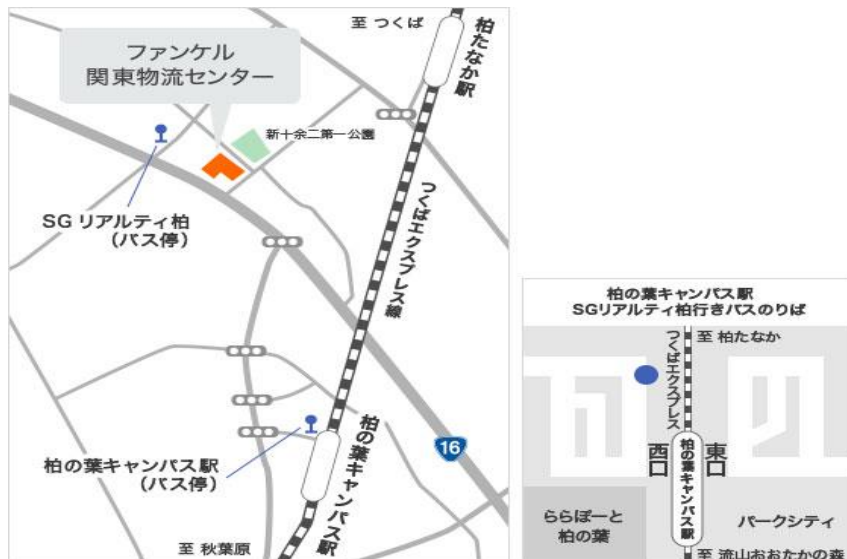 至 つくば
柏たなか駅
ファンケル
関東物流センター
新十余二第一公園
SG リアルティ柏
(バス停)
つくばエクスプレス線
柏の葉キャンパス駅
(バス停)
柏の葉キャンパス駅
16
至 秋葉原
柏の葉キャンパス駅
SGリアルティ柏行きバスのりば
至 柏たなか
つくばエクスプレス
西口
柏の葉キャンパス駅
東口
ららぽーと
柏の葉
パークシティ
至 流山おおたかの森